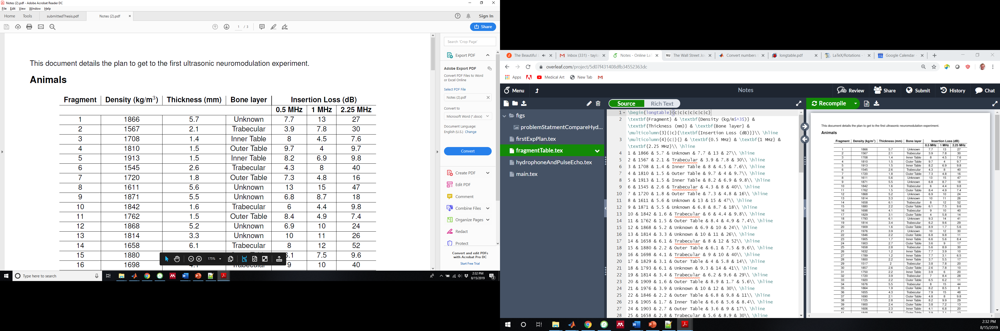 Notes (2).pdf - Adobe Acrobat Reader DC
File Edit View Window Help
Home Tools submittedThesis.pdf Notes (2).pdf × Sign In
1 / 3 Share
This document details the plan to get to the first ultrasonic neuromodulation experiment.
Animals
Fragment Density (kg/m³) Thickness (mm) Bone layer Insertion Loss (dB)
0.5 MHz 1 MHz 2.25 MHz
1 1866 5.7 Unknown 7.7 13 27
2 1567 2.1 Trabecular 3.9 7.8 30
3 1708 1.4 Inner Table 8 4.5 7.6
4 1810 1.5 Outer Table 9.7 4 9.7
5 1913 1.5 Inner Table 8.2 6.9 9.8
6 1545 2.6 Trabecular 4.3 8 40
7 1720 1.8 Outer Table 7.3 4.8 16
8 1611 5.6 Unknown 13 15 47
9 1871 5.5 Unknown 6.8 8.7 18
10 1842 1.6 Trabecular 6 4.4 9.8
11 1762 1.5 Outer Table 8.4 4.9 7.4
12 1868 5.2 Unknown 6.9 10 24
13 1814 3.3 Unknown 10 11 26
14 1658 6.1 Trabecular 8 12 52
15 1880 7.5 9.6
16 1698 9 10 40
175%
Search 'Crop Page'
Export PDF
Adobe Export PDF
Convert PDF Files to Word
or Excel Online
Select PDF File
Notes (2).pdf
Convert to
Microsoft Word (*.docx)
Document Language:
English (U.S.) Change
Convert
Create PDF
Edit PDF
Comment
Combine Files
Organize Pages
Redact
Protect
Convert and edit PDFs
with Acrobat Pro DC
Start Free Trial
Type here to search
2:32 PM
8/15/2019
The Beautiful Inbox (331) - taylo Notes - Online LaT The Wall Street Jou Convert numbers longtable.pdf LaTeX/Rotations - Google Calendar -
overleaf.com/project/5d07f431408dfb34552363dc
Apps Medical Art New Tab
Menu Notes Review Share Submit History Chat
Source Rich Text Recompile
figs
problemStatmentCompareHyd...
firstExpPlan.tex
fragmentTable.tex
hydrophoneAndPulseEcho.tex
main.tex
1 \begin{longtable}{c|c|c|c|c|c|c}
2 \textbf{Fragment} & \textbf{Density (kg/m$^3$)} &
\textbf{Thickness (mm)} & \textbf{Bone layer} &
\multicolumn{3}{|c}{\textbf{Insertion Loss (dB)}}\\ \hline
3 \multicolumn{4}{c|}{} & \textbf{0.5 MHz} & \textbf{1 MHz} &
\textbf{2.25 MHz}\\ \hline
4 1 & 1866 & 5.7 & Unknown & 7.7 & 13 & 27\\ \hline
5 2 & 1567 & 2.1 & Trabecular & 3.9 & 7.8 & 30\\ \hline
6 3 & 1708 & 1.4 & Inner Table & 8 & 4.5 & 7.6\\ \hline
7 4 & 1810 & 1.5 & Outer Table & 9.7 & 4 & 9.7\\ \hline
8 5 & 1913 & 1.5 & Inner Table & 8.2 & 6.9 & 9.8\\ \hline
9 6 & 1545 & 2.6 & Trabecular & 4.3 & 8 & 40\\ \hline
10 7 & 1720 & 1.8 & Outer Table & 7.3 & 4.8 & 16\\ \hline
11 8 & 1611 & 5.6 & Unknown & 13 & 15 & 47\\ \hline
12 9 & 1871 & 5.5 & Unknown & 6.8 & 8.7 & 18\\ \hline
13 10 & 1842 & 1.6 & Trabecular & 6 & 4.4 & 9.8\\ \hline
14 11 & 1762 & 1.5 & Outer Table & 8.4 & 4.9 & 7.4\\ \hline
15 12 & 1868 & 5.2 & Unknown & 6.9 & 10 & 24\\ \hline
16 13 & 1814 & 3.3 & Unknown & 10 & 11 & 26\\ \hline
17 14 & 1658 & 6.1 & Trabecular & 8 & 12 & 52\\ \hline
18 15 & 1880 & 2.2 & Outer Table & 6.1 & 7.5 & 9.6\\ \hline
19 16 & 1698 & 4.1 & Trabecular & 9 & 10 & 40\\ \hline
20 17 & 1829 & 3.1 & Outer Table & 4 & 5.8 & 14\\ \hline
21 18 & 1793 & 6.1 & Unknown & 9.3 & 14 & 41\\ \hline
22 19 & 1814 & 3.4 & Trabecular & 6.2 & 9.6 & 29\\ \hline
23 20 & 1909 & 1.6 & Outer Table & 8.9 & 1.7 & 5.6\\ \hline
24 21 & 1976 & 3.9 & Unknown & 10 & 12 & 30\\ \hline
25 22 & 1846 & 2.2 & Outer Table & 6.8 & 9.8 & 11\\ \hline
26 23 & 1905 & 1.7 & Inner Table & 6.6 & 5.6 & 8.4\\ \hline
27 24 & 1903 & 2.7 & Outer Table & 3.6 & 9 & 17\\ \hline
28 25 & 1658 & 2.8 & Trabecular & 5.6 & 8.9 & 30\\ \hline
This document details the plan to get to the first ultrasonic neuromodulation experiment.
Animals
Fragment Density (kg/m³) Thickness (mm) Bone layer Insertion Loss (dB)
0.5 MHz 1 MHz 2.25 MHz
1 1866 5.7 Unknown 7.7 13 27
2 1567 2.1 Trabecular 3.9 7.8 30
3 1708 1.4 Inner Table 8 4.5 7.6
4 1810 1.5 Outer Table 9.7 4 9.7
5 1913 1.5 Inner Table 8.2 6.9 9.8
6 1545 2.6 Trabecular 4.3 8 40
7 1720 1.8 Outer Table 7.3 4.8 16
8 1611 5.6 Unknown 13 15 47
9 1871 5.5 Unknown 6.8 8.7 18
10 1842 1.6 Trabecular 6 4.4 9.8
11 1762 1.5 Outer Table 8.4 4.9 7.4
12 1868 5.2 Unknown 6.9 10 24
13 1814 3.3 Unknown 10 11 26
14 1658 6.1 Trabecular 8 12 52
15 1880 2.2 Outer Table 6.1 7.5 9.6
16 1698 4.1 Trabecular 9 10 40
17 1829 3.1 Outer Table 4 5.8 14
18 1793 6.1 Unknown 9.3 14 41
19 1814 3.4 Trabecular 6.2 9.6 29
20 1909 1.6 Outer Table 8.9 1.7 5.6
21 1976 3.9 Unknown 10 12 30
22 1846 2.2 Outer Table 6.8 9.8 11
23 1905 1.7 Inner Table 6.6 5.6 8.4
24 1903 2.7 Outer Table 3.6 9 17
25 1658 2.8 Trabecular 5.6 8.9 30
26 1632 1.2 Inner Table 7.7 3.9 10
27 1789 1.2 Inner Table 7.7 3.1 6.5
28 1800 2.2 Inner Table 3.7 5.5 17
29 1517 2 Trabecular 3.8 7.8 20
30 1857 2.6 Outer Table 2.6 7.8 10
31 1750 2.2 Inner Table 3.9 6 20
32 1720 3.9 Trabecular 7 8.4 28
33 1920 2.2 Outer Table 6.5 6.2 11
34 1676 5.5 Trabecular 8 15 44
35 1864 1.9 Outer Table 8.2 8.5 8
36 1655 4.3 Trabecular 7.9 15 48
37 1690 2.1 Outer Table 4.8 8 9.8
38 1725 2.8 Inner Table 8.2 9.9 29
39 1900 2.4 Outer Table 3.8 7.2 13
40 1606 2.3 Inner Table 4.1 6.8 20
2:32 PM
8/15/2019